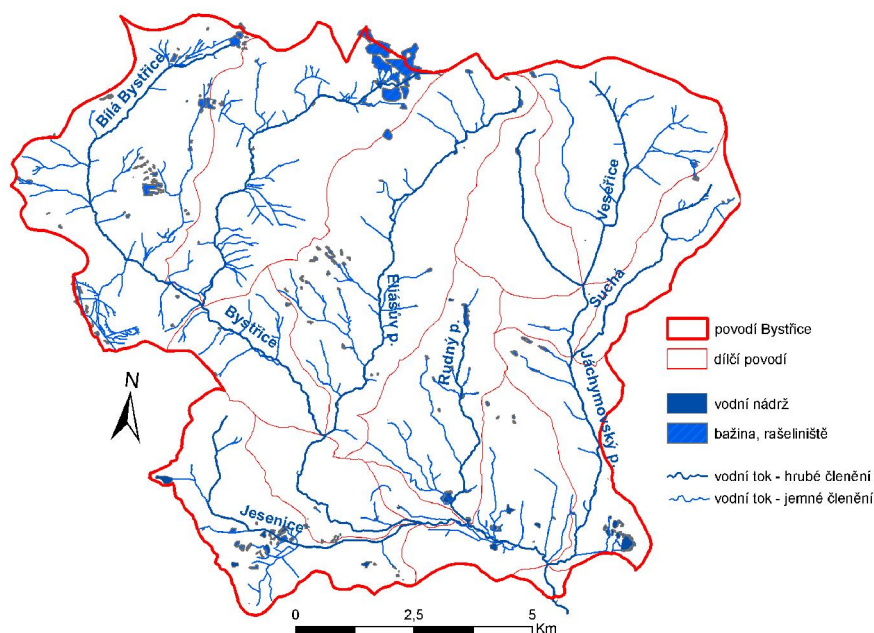 Bílá Bystřice
Veseřice
Suchá
Eliášův p.
Bystřice
Rudný p.
Jáchymovský p.
Jesenice
N
povodí Bystřice
dílčí povodí
vodní nádrž
bažina, rašeliniště
vodní tok - hrubé členění
vodní tok - jemné členění
0 2,5 5
Km